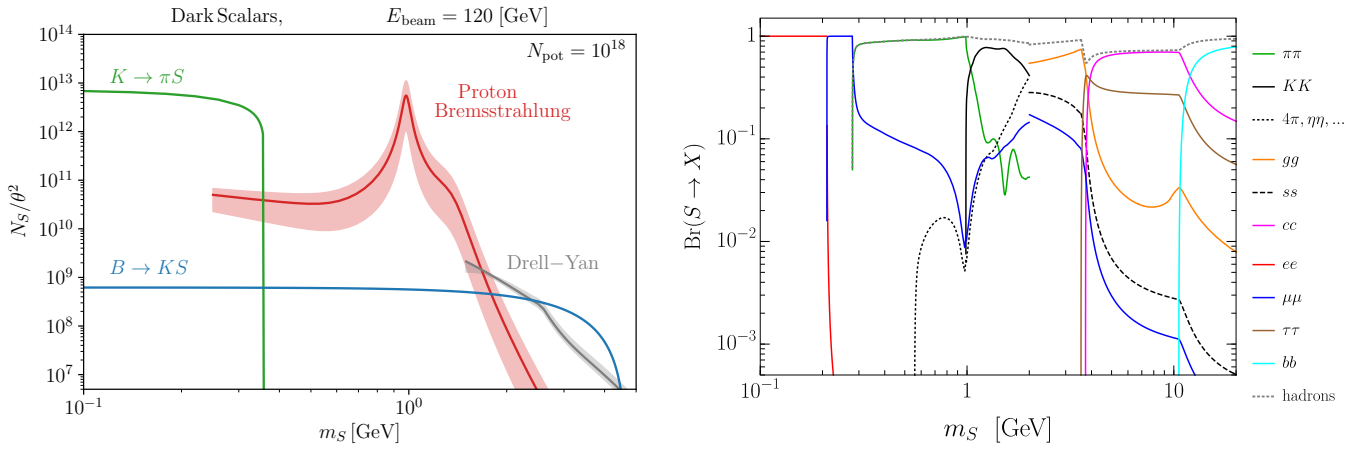 Dark Scalars, E_beam = 120 [GeV]
N_pot = 10^18
K → πS
Proton
Bremsstrahlung
Drell−Yan
B → KS
N_S/θ^2
10^14
10^13
10^12
10^11
10^10
10^9
10^8
10^7
10^−1
10^0
m_S [GeV]
Br(S → X)
1
10^−1
10^−2
10^−3
10^−1
1
10
m_S [GeV]
ππ
KK
4π, ηη, ...
gg
ss
cc
ee
μμ
ττ
bb
hadrons